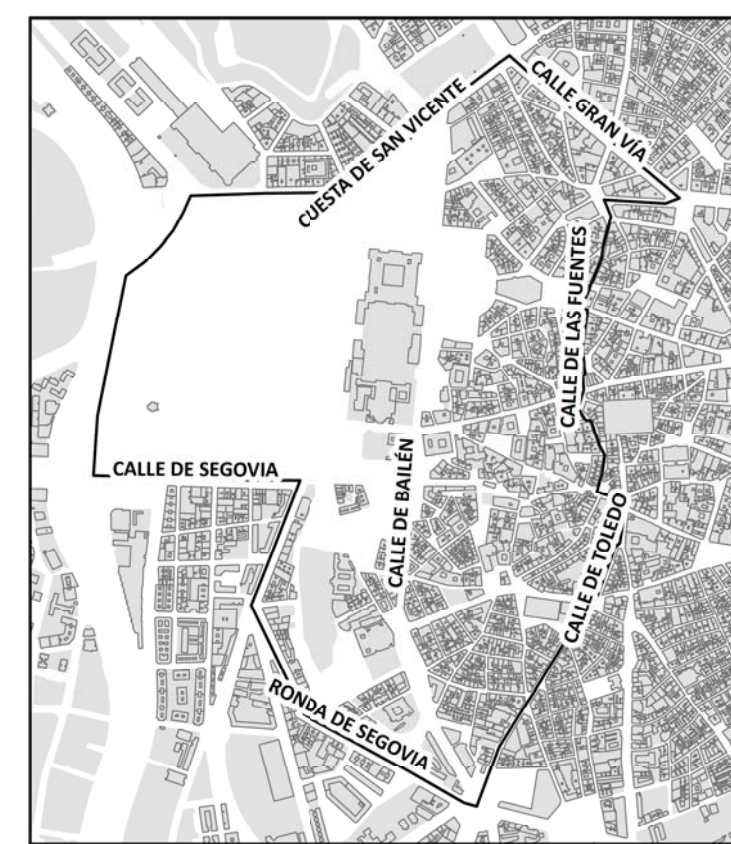 CALLE GRAN VÍA
CUESTA DE SAN VICENTE
CALLE DE LAS FUENTES
CALLE DE SEGOVIA
CALLE DE BAILÉN
CALLE DE TOLEDO
RONDA DE SEGOVIA